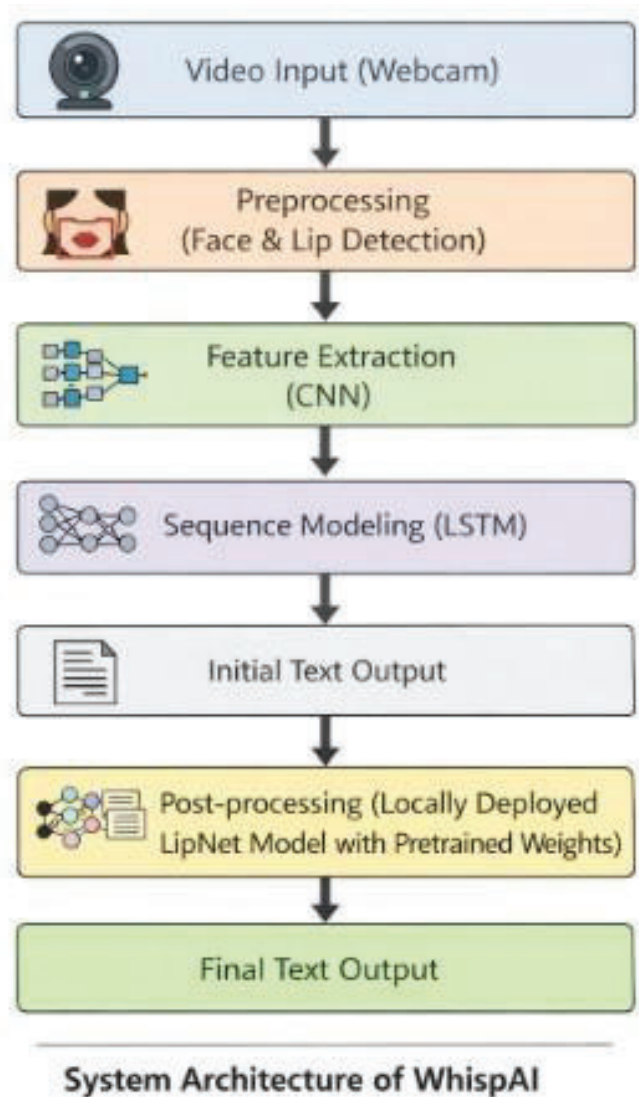 Video Input (Webcam)
Preprocessing
(Face & Lip Detection)
Feature Extraction
(CNN)
Sequence Modeling (LSTM)
Initial Text Output
Post-processing (Locally Deployed
LipNet Model with Pretrained Weights)
Final Text Output
System Architecture of WhispAI